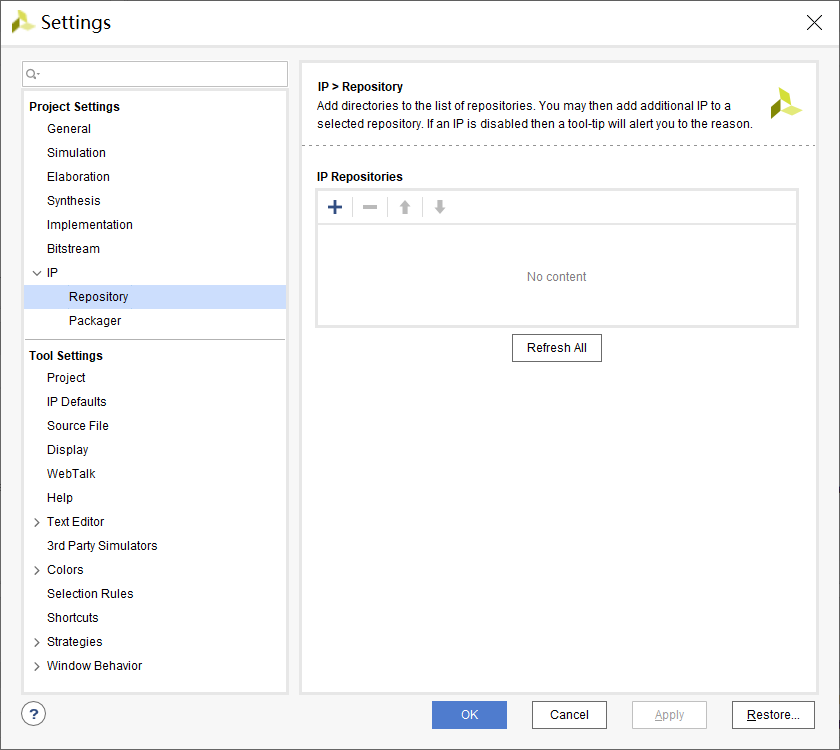 Settings
Project Settings
General
Simulation
Elaboration
Synthesis
Implementation
Bitstream
IP
Repository
Packager
Tool Settings
Project
IP Defaults
Source File
Display
WebTalk
Help
Text Editor
3rd Party Simulators
Colors
Selection Rules
Shortcuts
Strategies
Window Behavior
IP > Repository
Add directories to the list of repositories. You may then add additional IP to a
selected repository. If an IP is disabled then a tool-tip will alert you to the reason.
IP Repositories
No content
Refresh All
?
OK
Cancel
Apply
Restore...